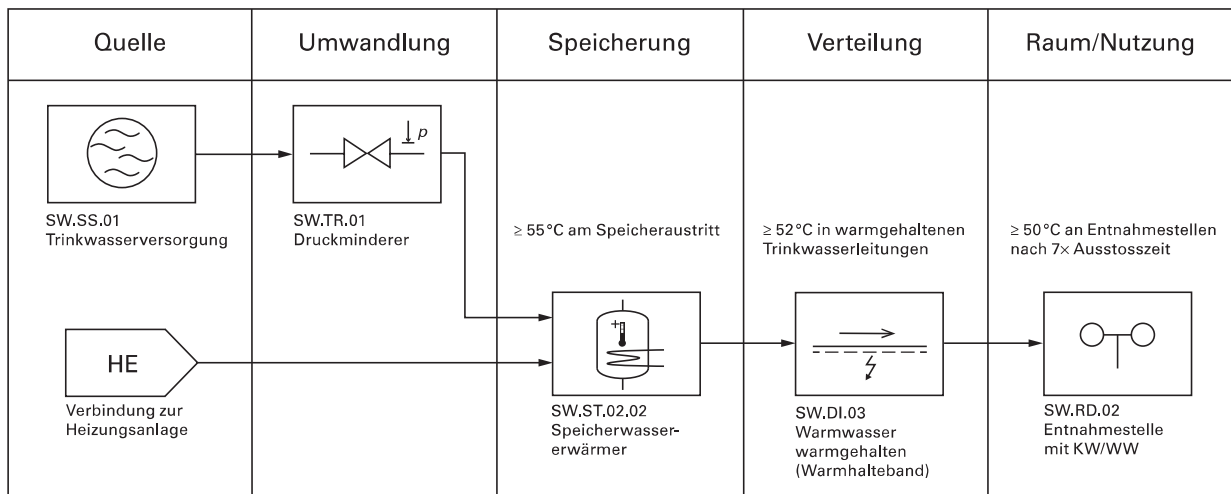 Quelle
Umwandlung
Speicherung
Verteilung
Raum/Nutzung
p
SW.SS.01
Trinkwasserversorgung
SW.TR.01
Druckminderer
≥ 55°C am Speicheraustritt
≥ 52°C in warmgehaltenen
Trinkwasserleitungen
≥ 50°C an Entnahmestellen
nach 7× Ausstosszeit
HE
Verbindung zur
Heizungsanlage
+
SW.ST.02.02
Speicherwasser-
erwärmer
SW.DI.03
Warmwasser
warmgehalten
(Warmhalteband)
SW.RD.02
Entnahmestelle
mit KW/WW